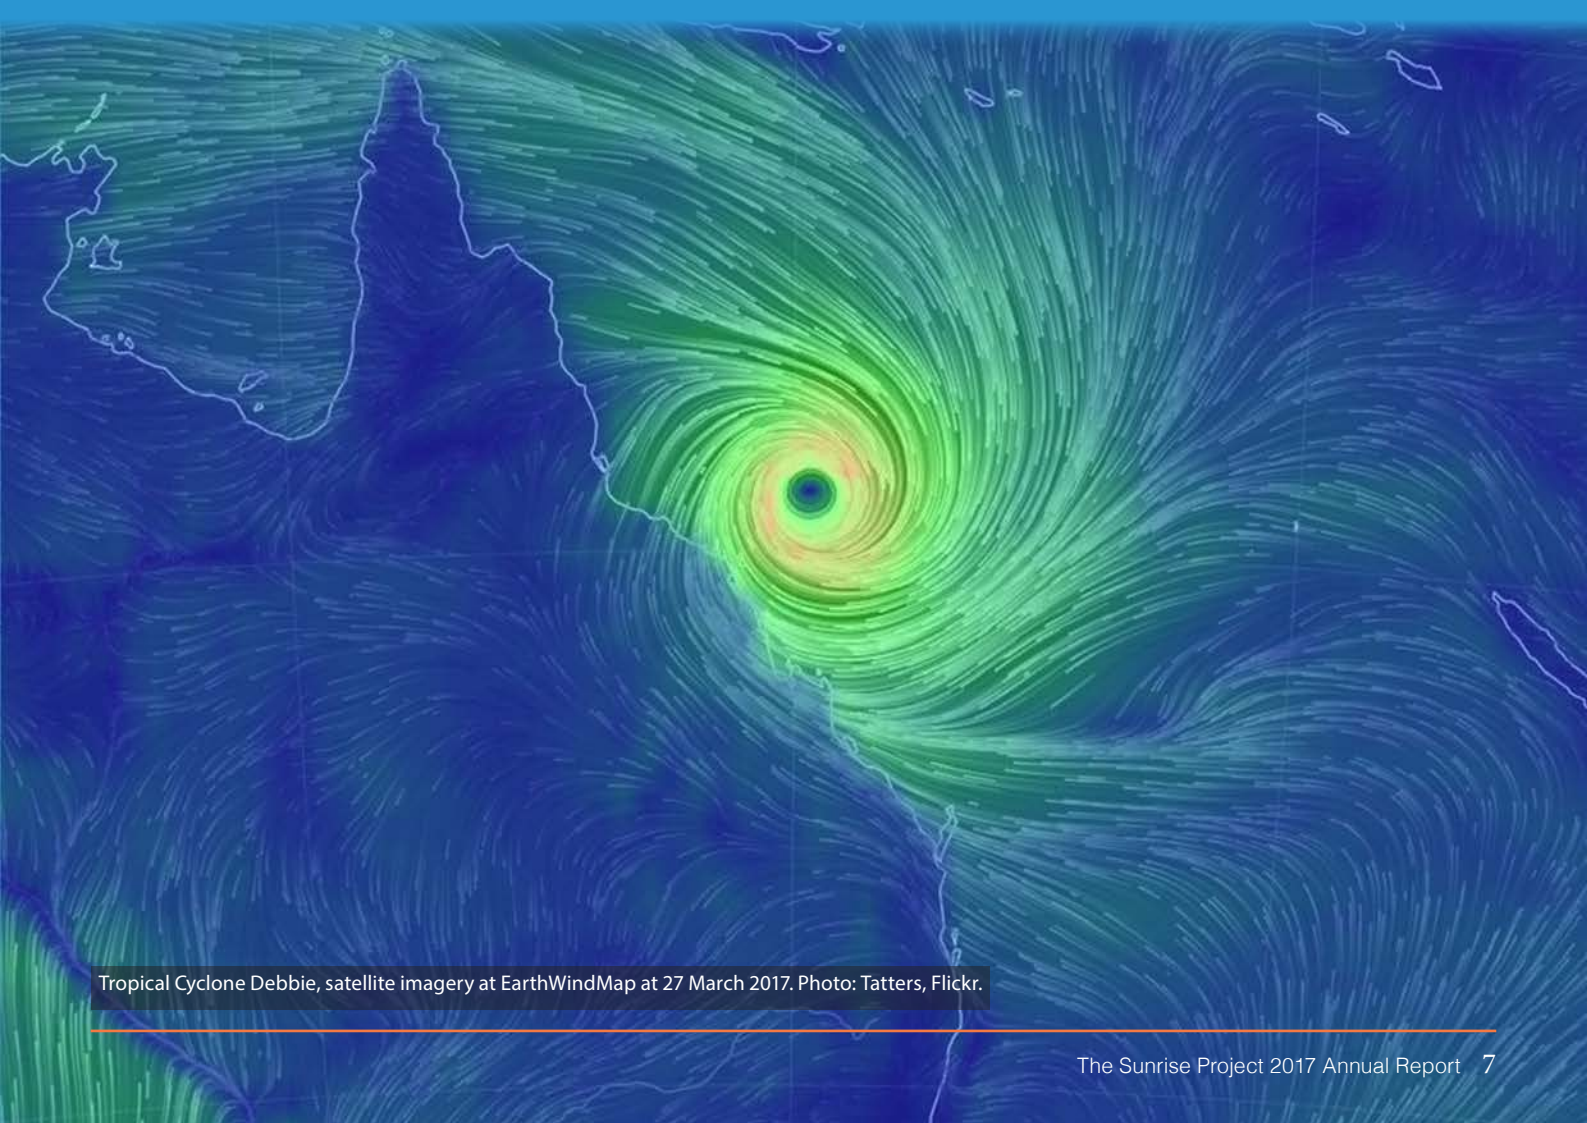 Tropical Cyclone Debbie, satellite imagery at EarthWindMap at 27 March 2017. Photo: Tatters, Flickr.
The Sunrise Project 2017 Annual Report 7